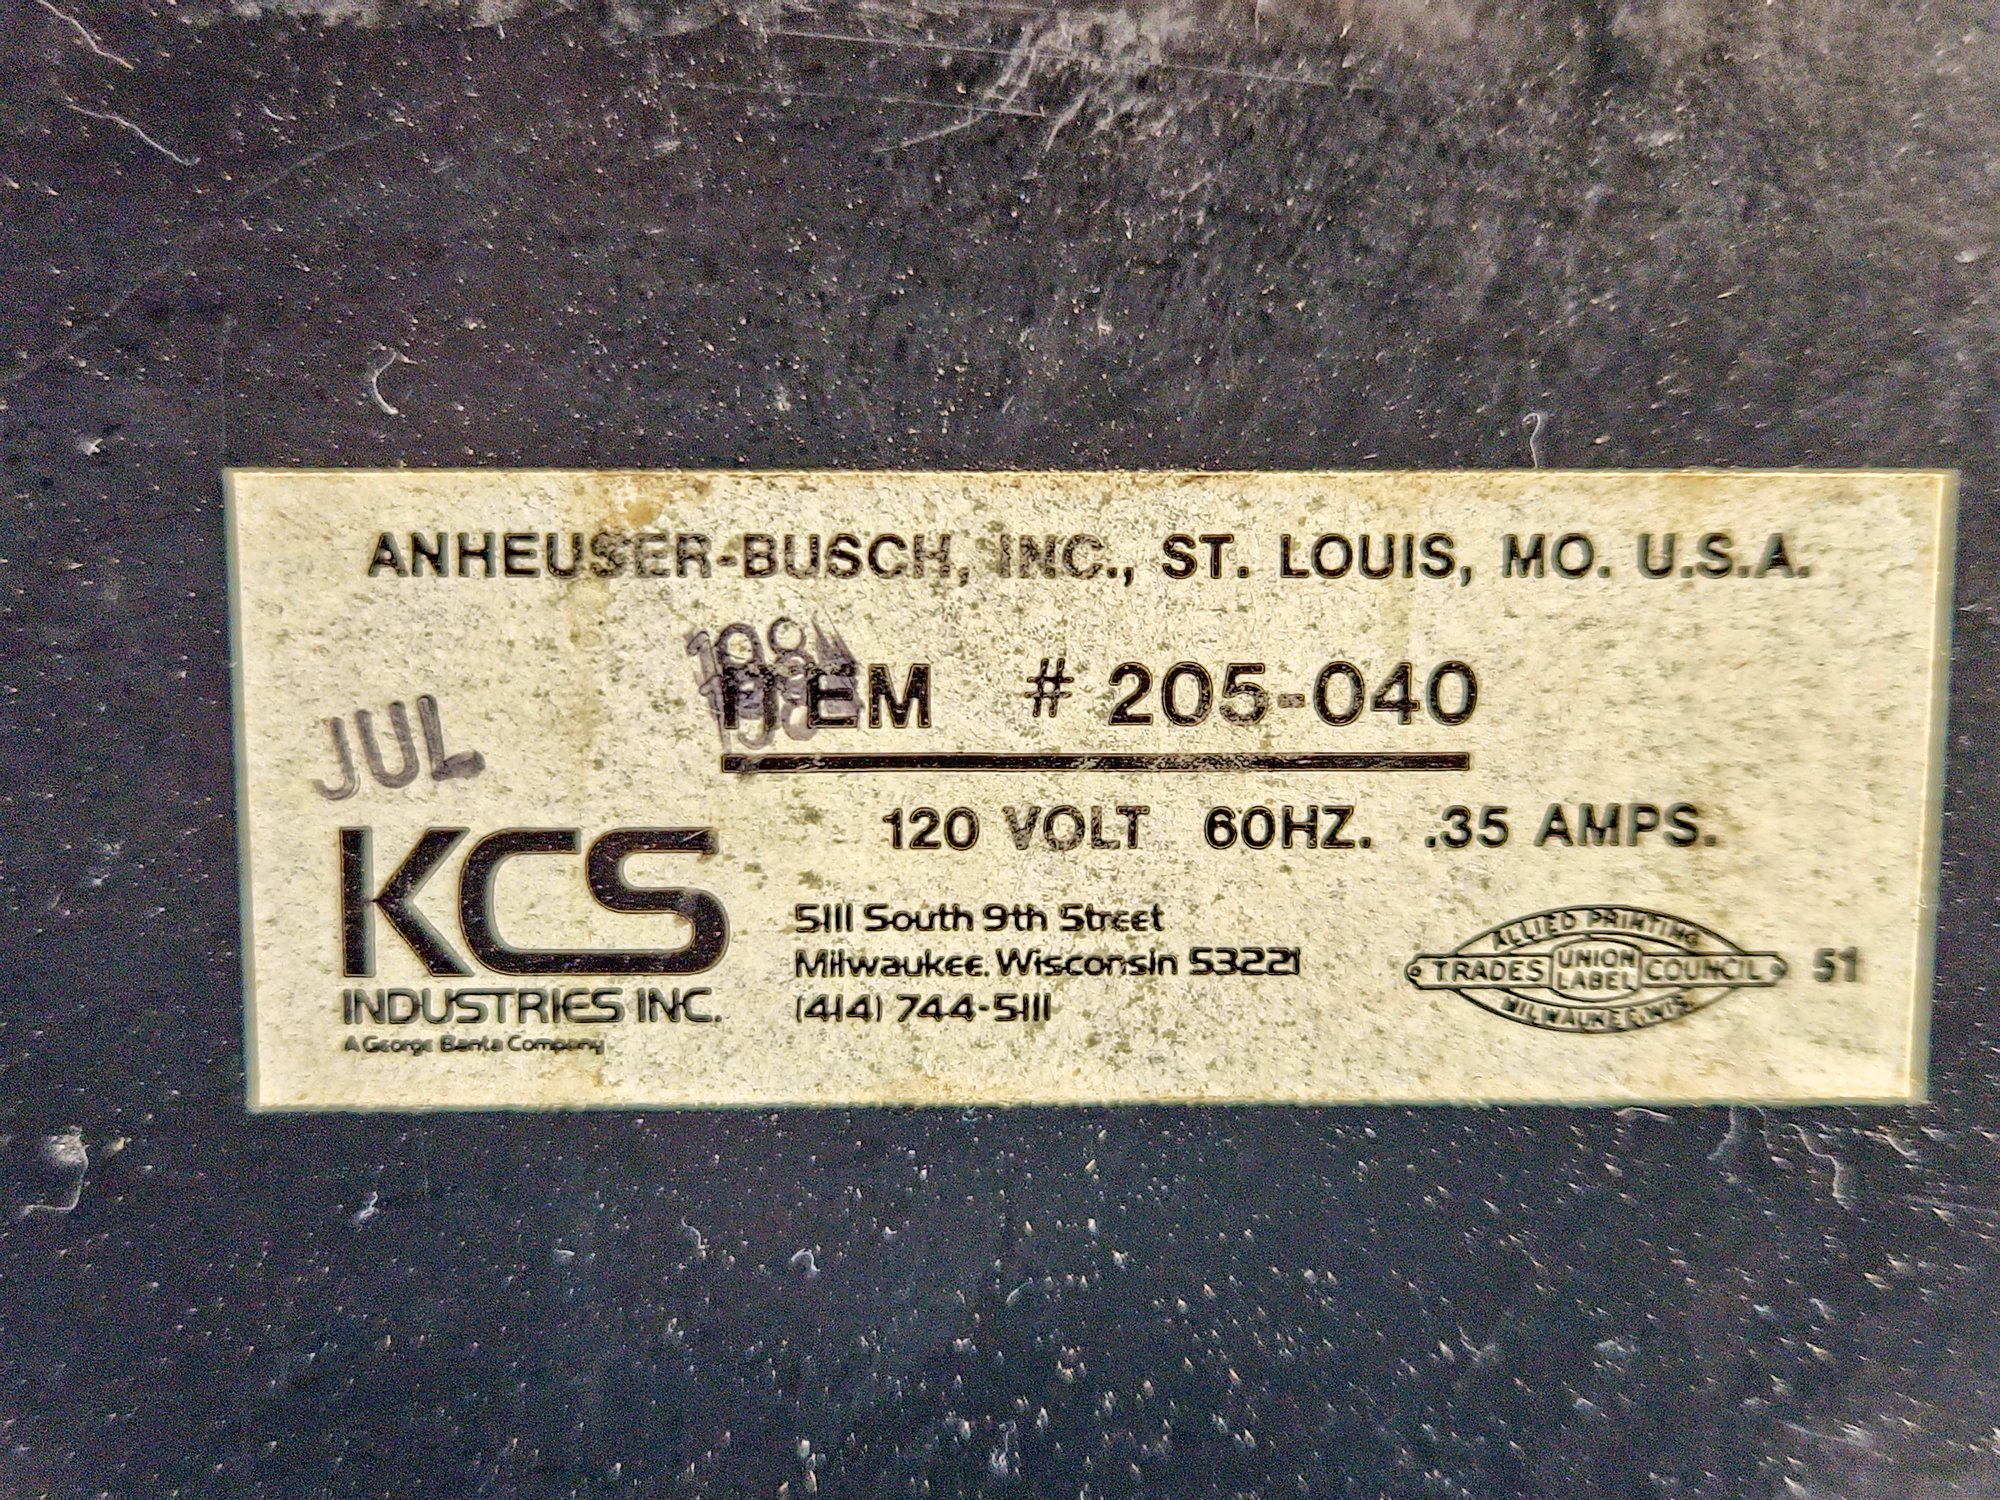 ANHEUSER-BUSCH, INC., ST. LOUIS, MO. U.S.A.
ITEM # 205-040
JUL
120 VOLT 60HZ. .35 AMPS.
KCS
INDUSTRIES INC.
A George Banta Company
5111 South 9th Street
Milwaukee, Wisconsin 53221
(414) 744-5111
ALLIED PRINTING
TRADES UNION LABEL COUNCIL
MILWAUKEE, WIS.
51